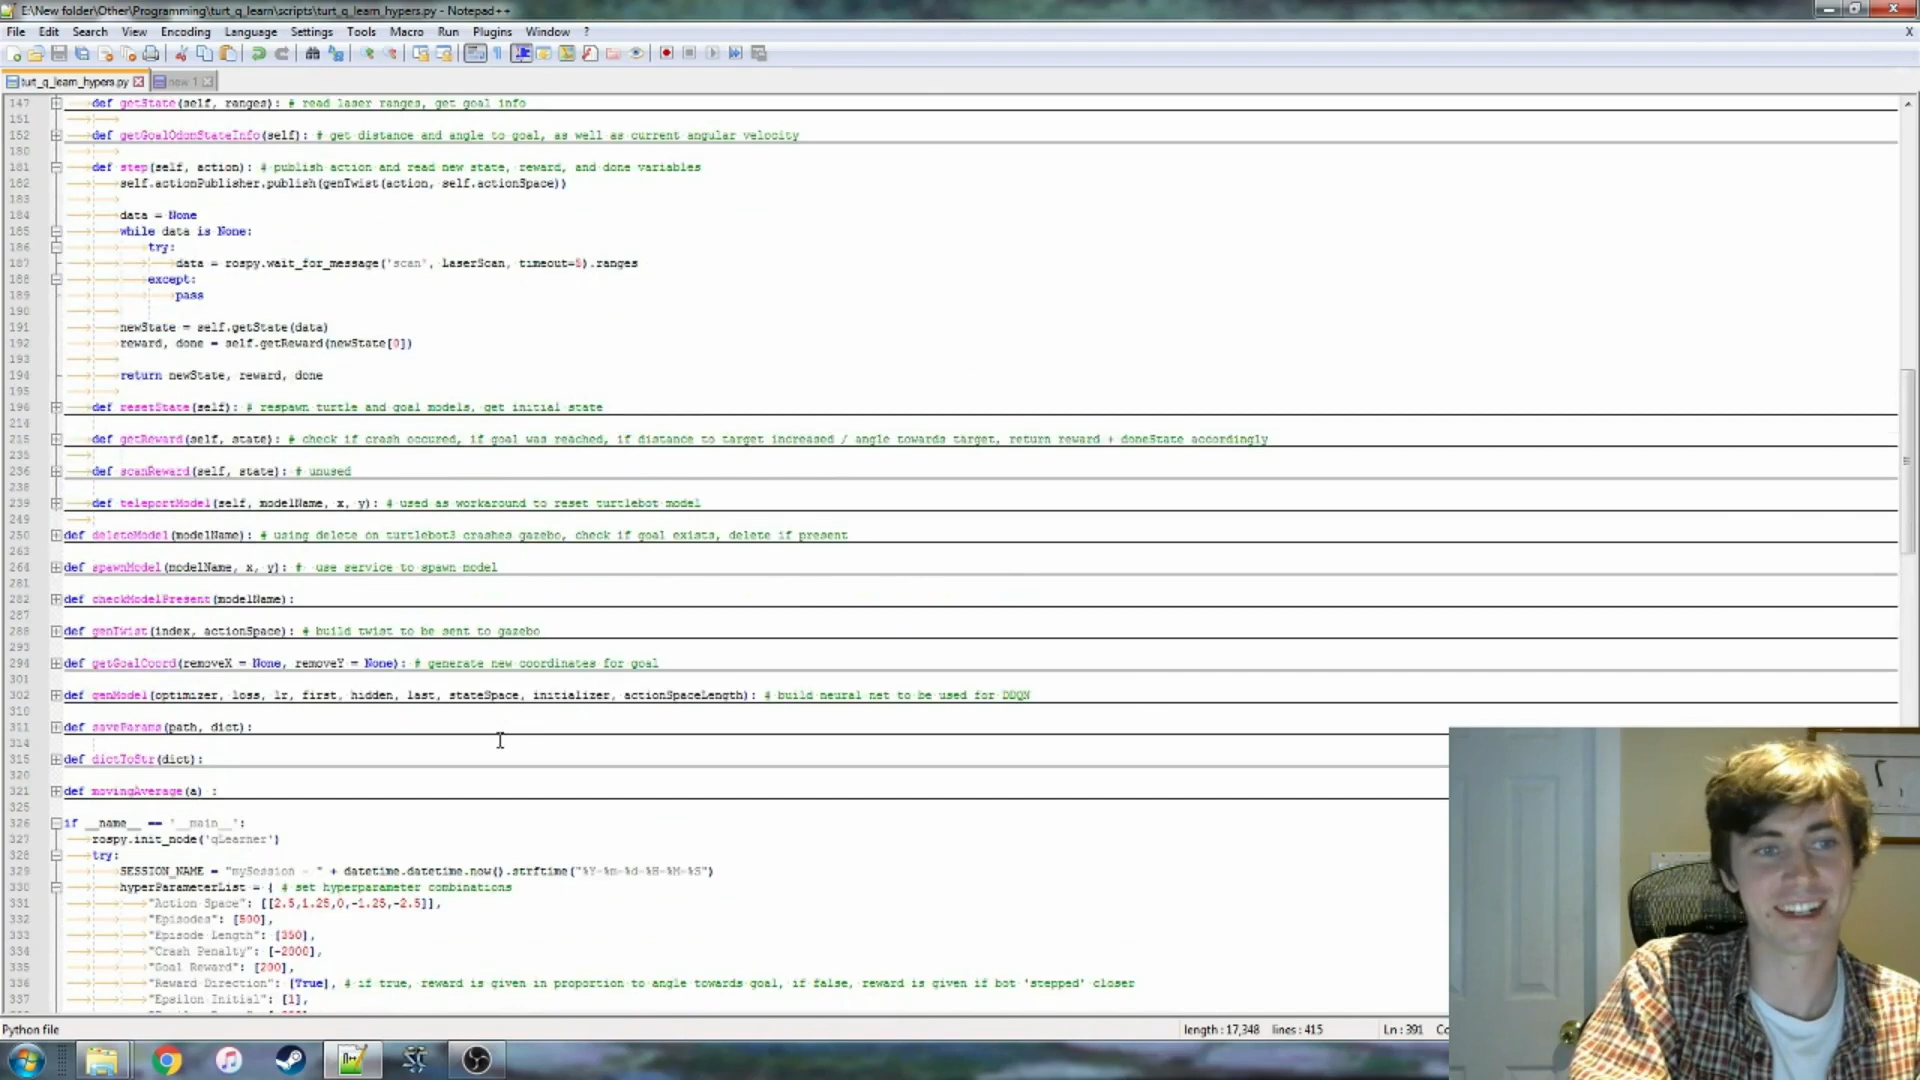 E:\New folder\Other\Programming\turt_q_learn\scripts\turt_q_learn_hypers.py - Notepad++
File Edit Search View Encoding Language Settings Tools Macro Run Plugins Window ? X
turt_q_learn_hypers.py new 1
147 def getState(self, ranges): # read laser ranges, get goal info
151
152 def getGoalOdomStateInfo(self): # get distance and angle to goal, as well as current angular velocity
180
181 def step(self, action): # publish action and read new state, reward, and done variables
182 self.actionPublisher.publish(genTwist(action, self.actionSpace))
183
184 data = None
185 while data is None:
186 try:
187 data = rospy.wait_for_message('scan', LaserScan, timeout=5).ranges
188 except:
189 pass
190
191 newState = self.getState(data)
192 reward, done = self.getReward(newState[0])
193
194 return newState, reward, done
195
196 def resetState(self): # respawn turtle and goal models, get initial state
214
215 def getReward(self, state): # check if crash occured, if goal was reached, if distance to target increased / angle towards target, return reward + doneState accordingly
235
236 def scanReward(self, state): # unused
238
239 def teleportModel(self, modelName, x, y): # used as workaround to reset turtlebot model
249
250 def deleteModel(modelName): # using delete on turtlebot3 crashes gazebo, check if goal exists, delete if present
263
264 def spawnModel(modelName, x, y): # use service to spawn model
281
282 def checkModelPresent(modelName):
287
288 def genTwist(index, actionSpace): # build twist to be sent to gazebo
293
294 def getGoalCoord(removeX = None, removeY = None): # generate new coordinates for goal
301
302 def genModel(optimizer, loss, lr, first, hidden, last, stateSpace, initializer, actionSpaceLength): # build neural net to be used for DDQN
310
311 def saveParams(path, dict):
314
315 def dictToStr(dict):
320
321 def movingAverage(a) :
325
326 if __name__ == '__main__':
327 rospy.init_node('qLearner')
328 try:
329 SESSION_NAME = "mySession - " + datetime.datetime.now().strftime("%Y-%m-%d-%H-%M-%S")
330 hyperParameterList = { # set hyperparameter combinations
331 "Action Space": [[2.5,1.25,0,-1.25,-2.5]],
332 "Episodes": [500],
333 "Episode Length": [350],
334 "Crash Penalty": [-2000],
335 "Goal Reward": [200],
336 "Reward Direction": [True], # if true, reward is given in proportion to angle towards goal, if false, reward is given if bot 'stepped' closer
337 "Epsilon Initial": [1],
Python file length : 17,348 lines : 415 Ln : 391